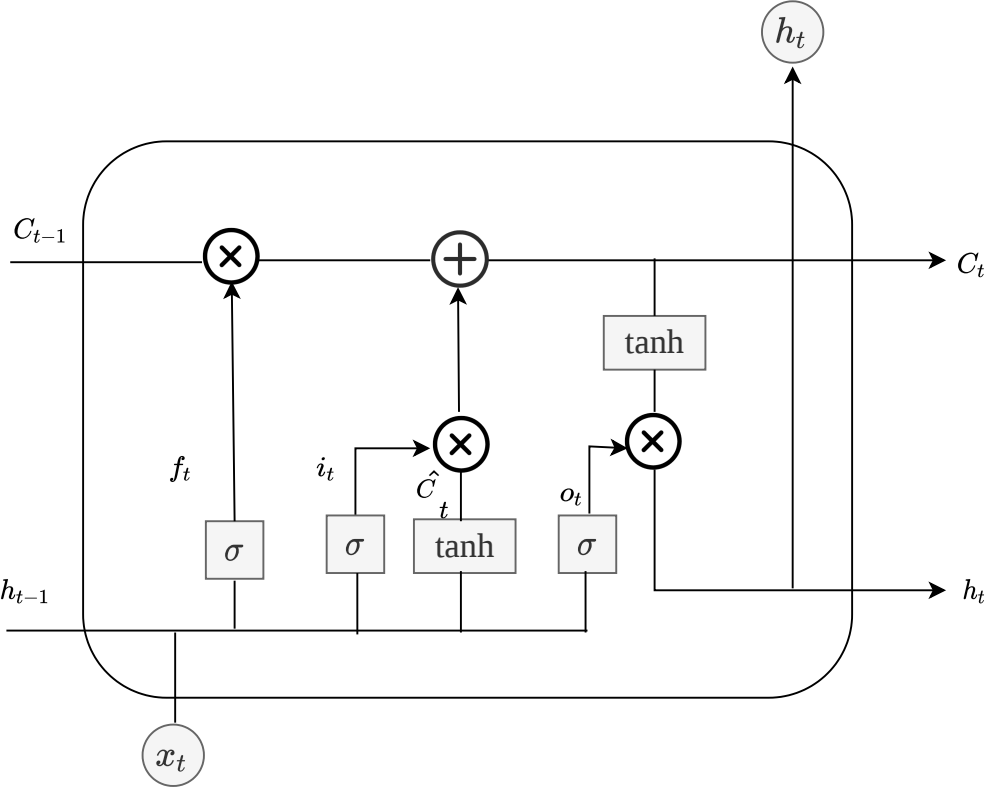 h_t
C_{t-1}
C_t
tanh
f_t
i_t
Ĉ_t
o_t
σ
σ
tanh
σ
h_{t-1}
h_t
x_t